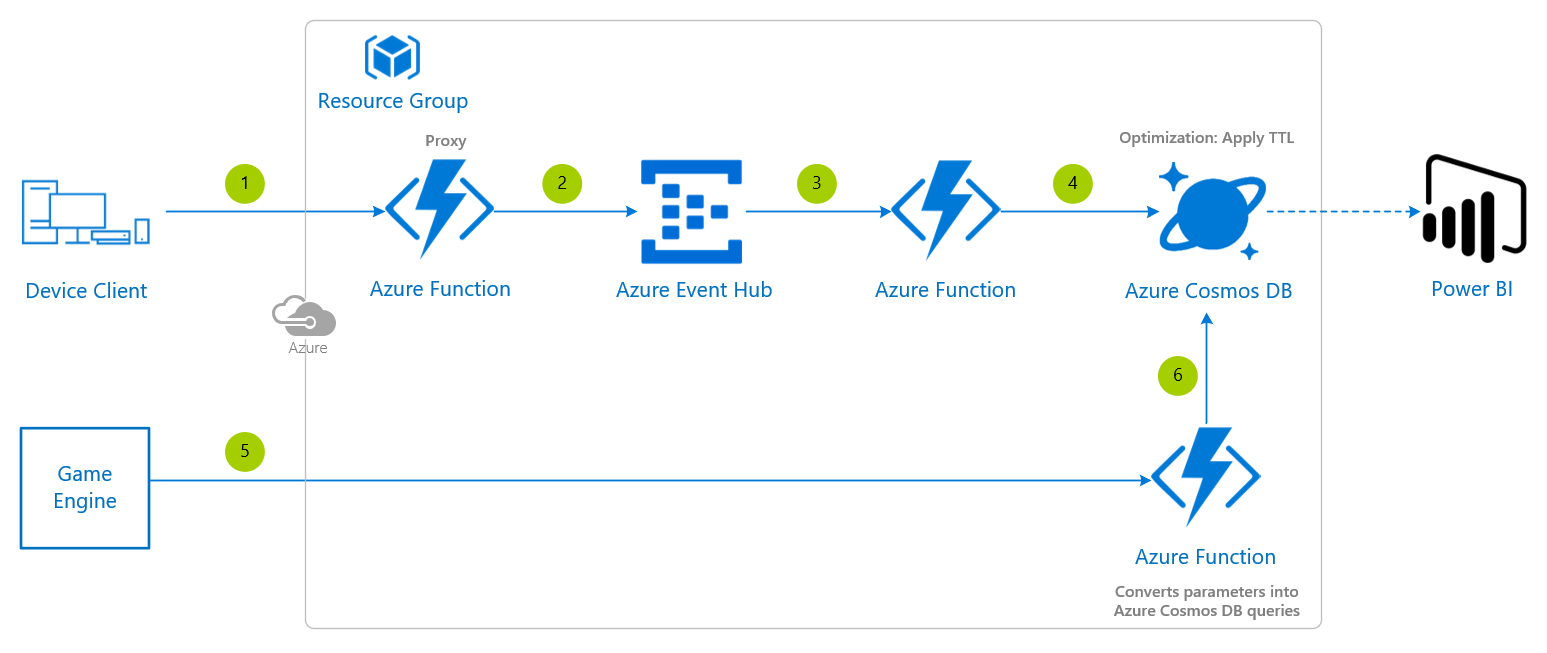 Resource Group
Proxy
Optimization: Apply TTL
1
2
3
4
Device Client
Azure Function
Azure Event Hub
Azure Function
Azure Cosmos DB
Power BI
Azure
6
5
Game
Engine
Azure Function
Converts parameters into
Azure Cosmos DB queries